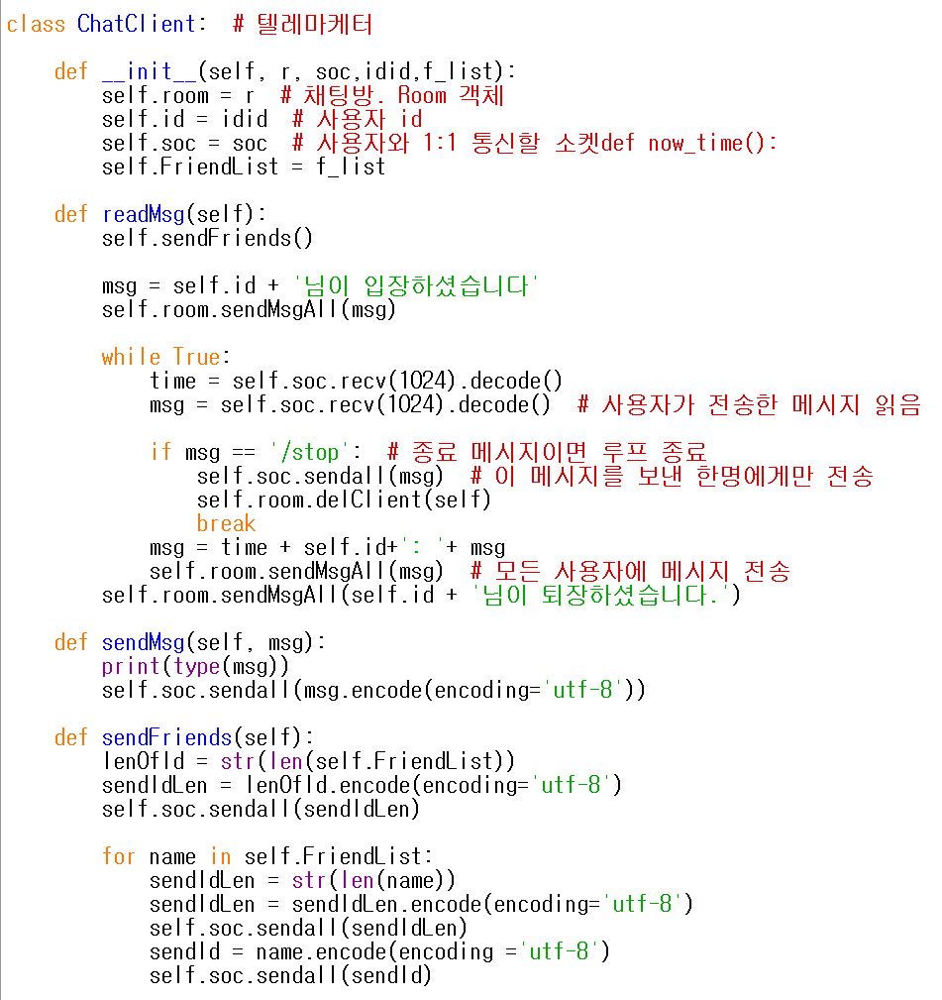 class ChatClient:  # 텔레마케터

    def __init__(self, r, soc,idid,f_list):
        self.room = r  # 채팅방. Room 객체
        self.id = idid  # 사용자 id
        self.soc = soc  # 사용자와 1:1 통신할 소켓def now_time():
        self.FriendList = f_list

    def readMsg(self):
        self.sendFriends()

        msg = self.id + '님이 입장하셨습니다'
        self.room.sendMsgAll(msg)

        while True:
            time = self.soc.recv(1024).decode()
            msg = self.soc.recv(1024).decode()  # 사용자가 전송한 메시지 읽음

            if msg == '/stop':  # 종료 메시지이면 루프 종료
                self.soc.sendall(msg)  # 이 메시지를 보낸 한명에게만 전송
                self.room.delClient(self)
                break
            msg = time + self.id+': '+ msg
            self.room.sendMsgAll(msg)  # 모든 사용자에 메시지 전송
        self.room.sendMsgAll(self.id + '님이 퇴장하셨습니다.')

    def sendMsg(self, msg):
        print(type(msg))
        self.soc.sendall(msg.encode(encoding='utf-8'))

    def sendFriends(self):
        lenOfId = str(len(self.FriendList))
        sendIdLen = lenOfId.encode(encoding='utf-8')
        self.soc.sendall(sendIdLen)

        for name in self.FriendList:
            sendIdLen = str(len(name))
            sendIdLen = sendIdLen.encode(encoding='utf-8')
            self.soc.sendall(sendIdLen)
            sendId = name.encode(encoding ='utf-8')
            self.soc.sendall(sendId)